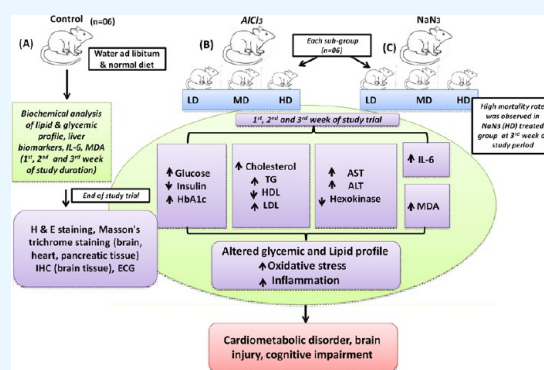 Control (n=06)
(A)
Water ad libitum
& normal diet
AlCl3
(B)
NaN3
(C)
Each sub-group
(n=06)
LD MD HD
LD MD HD
High mortality rate
was observed in
NaN3 (HD) treated
group at 3rd week of
study period
Biochemical analysis
of lipid & glycemic
profile, liver
biomarkers, IL-6, MDA
(1st, 2nd and 3rd week
of study duration)
End of study trial
H & E staining, Masson's
trichrome staining (brain,
heart, pancreatic tissue)
IHC (brain tissue), ECG
1st, 2nd and 3rd week of study trial
↑ Glucose
↓ Insulin
↑ HbA1c
↑ Cholesterol
↑ TG
↓ HDL
↑ LDL
↑ AST
↑ ALT
↓ Hexokinase
↑ IL-6
↑ MDA
Altered glycemic and Lipid profile
↑ Oxidative stress
↑ Inflammation
Cardiometabolic disorder, brain
injury, cognitive impairment